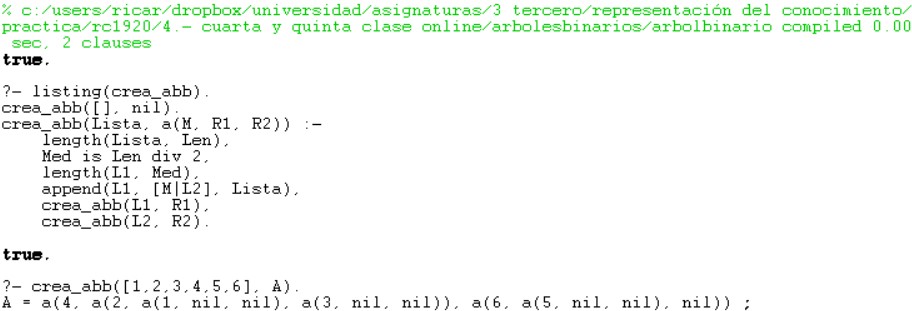 % c:/users/ricar/dropbox/universidad/asignaturas/3 tercero/representación del conocimiento/
practica/rc1920/4.- cuarta y quinta clase online/arbolesbinarios/arbolbinario compiled 0.00
 sec, 2 clauses
true.
?- listing(crea_abb).
crea_abb([], nil).
crea_abb(Lista, a(M, R1, R2)) :-
    length(Lista, Len),
    Med is Len div 2,
    length(L1, Med),
    append(L1, [M|L2], Lista),
    crea_abb(L1, R1),
    crea_abb(L2, R2).
true.
?- crea_abb([1,2,3,4,5,6], A).
A = a(4, a(2, a(1, nil, nil), a(3, nil, nil)), a(6, a(5, nil, nil), nil)) ;